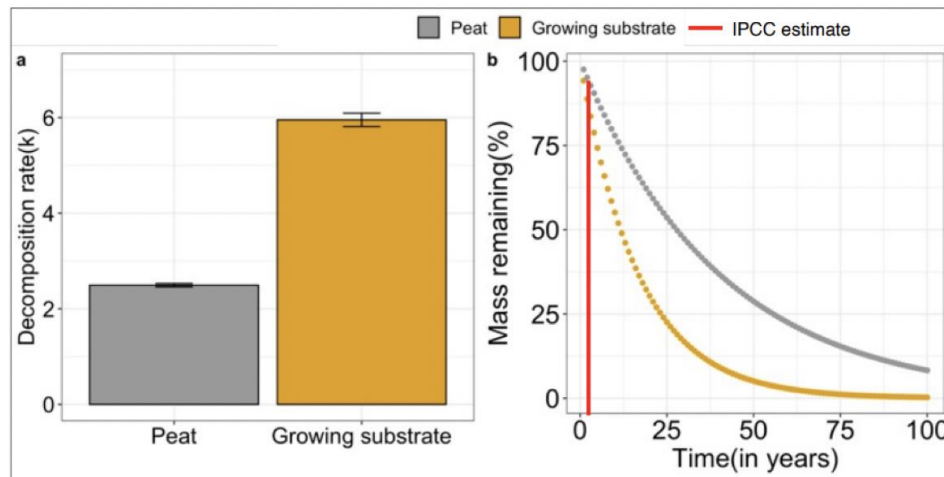 Peat Growing substrate IPCC estimate
a
Decomposition rate(k)
6
4
2
0
Peat Growing substrate
b
Mass remaining(%)
100
75
50
25
0
0 25 50 75 100
Time(in years)